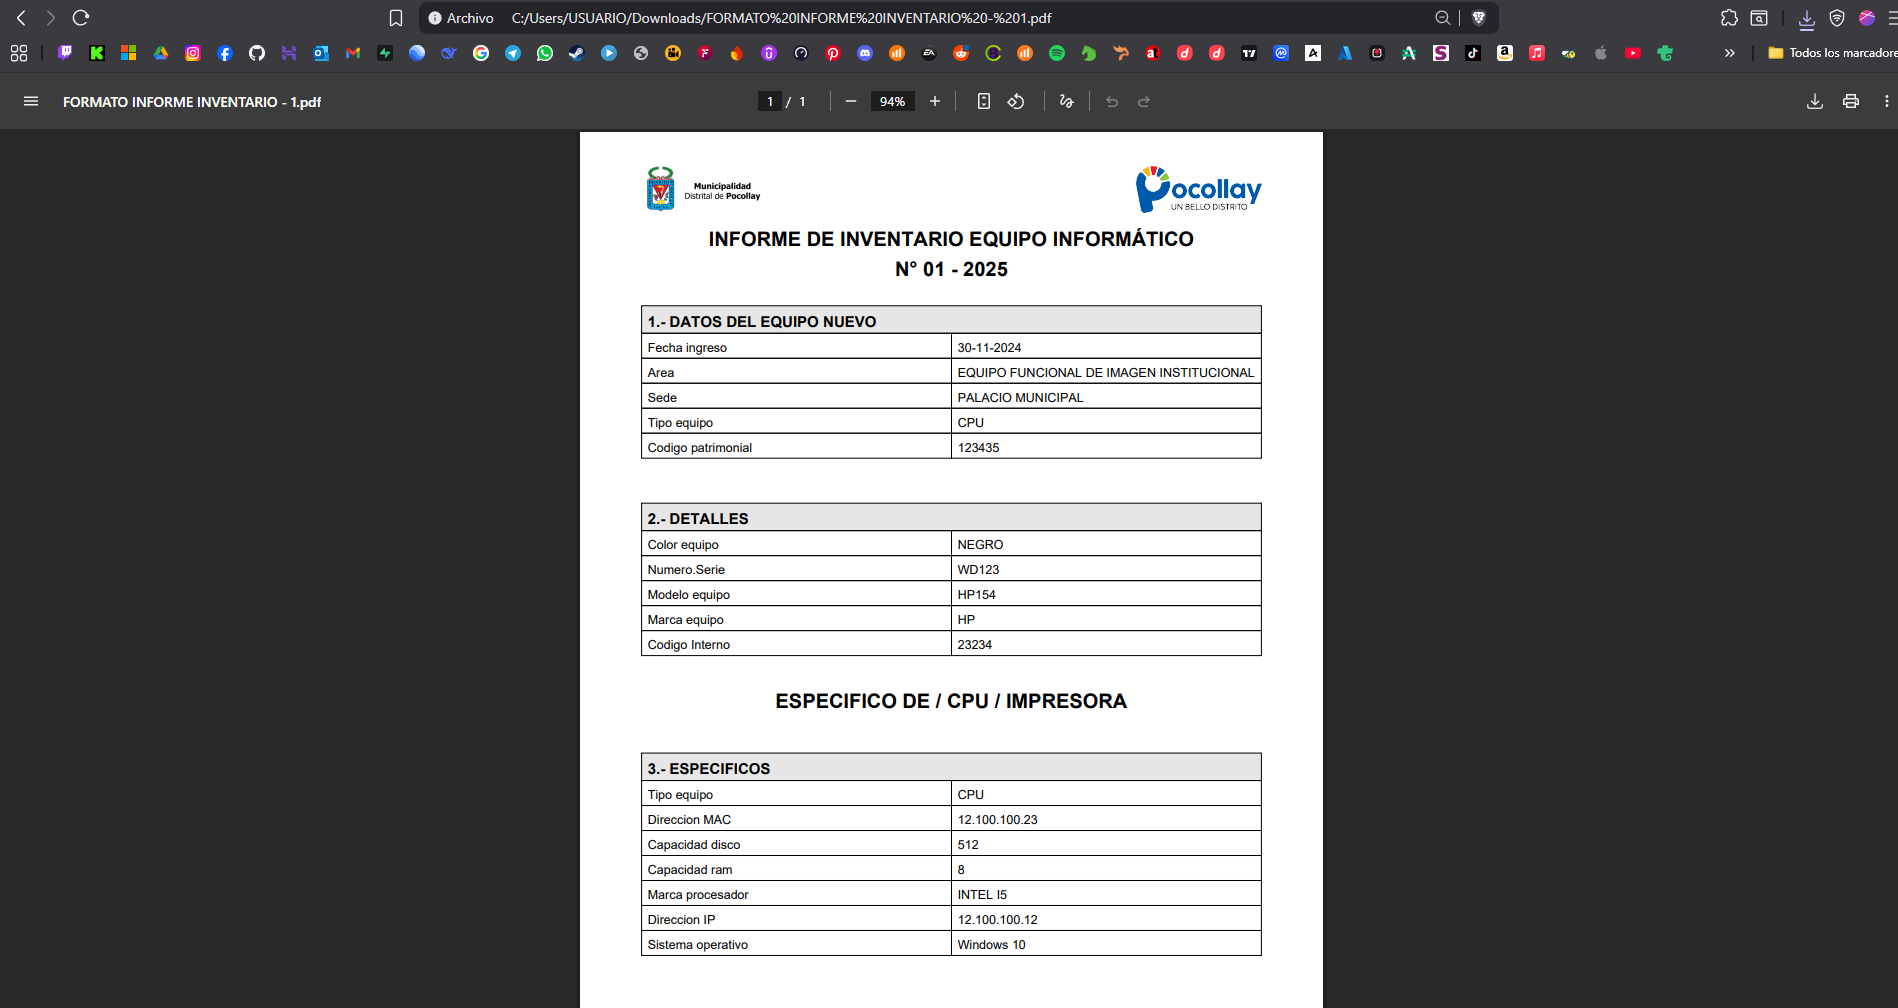 Archivo C:/Users/USUARIO/Downloads/FORMATO%20INFORME%20INVENTARIO%20-%201.pdf
Todos los marcadore
FORMATO INFORME INVENTARIO - 1.pdf 1 / 1 94%
Municipalidad
Distrital de Pocollay
Pocollay
UN BELLO DISTRITO
INFORME DE INVENTARIO EQUIPO INFORMÁTICO
N° 01 - 2025
1.- DATOS DEL EQUIPO NUEVO
Fecha ingreso 30-11-2024
Area EQUIPO FUNCIONAL DE IMAGEN INSTITUCIONAL
Sede PALACIO MUNICIPAL
Tipo equipo CPU
Codigo patrimonial 123435
2.- DETALLES
Color equipo NEGRO
Numero.Serie WD123
Modelo equipo HP154
Marca equipo HP
Codigo Interno 23234
ESPECIFICO DE / CPU / IMPRESORA
3.- ESPECIFICOS
Tipo equipo CPU
Direccion MAC 12.100.100.23
Capacidad disco 512
Capacidad ram 8
Marca procesador INTEL I5
Direccion IP 12.100.100.12
Sistema operativo Windows 10